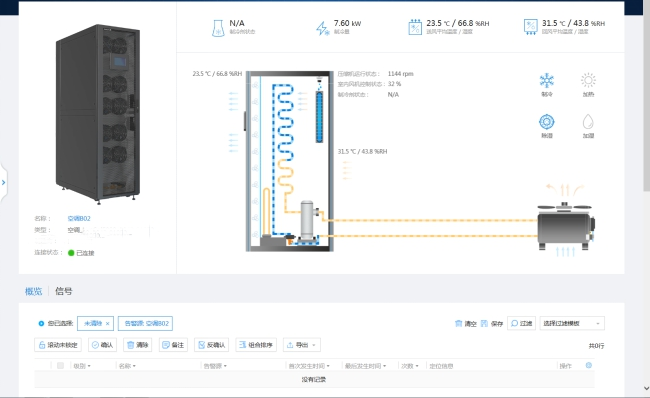 N/A
制冷剂状态
7.60 kW
制冷量
23.5 ℃ / 66.8 %RH
送风平均温度 / 湿度
31.5 ℃ / 43.8 %RH
回风平均温度 / 湿度
23.5 ℃ / 66.8 %RH
压缩机运行状态： 1144 rpm
室内风机控制状态： 32 %
制冷剂状态： N/A
31.5 ℃ / 43.8 %RH
制冷 加热
除湿 加湿
名称： 空调B02
类型： 空调
连接状态： 已连接
概览 信号
您已选择: 未清除 × 告警源: 空调B02
清空 保存 过滤 选择过滤模板
滚动未锁定 确认 清除 备注 反确认 组合排序 导出
共0行
级别 名称 告警源 首次发生时间 最后发生时间 次数 定位信息 操作
没有记录